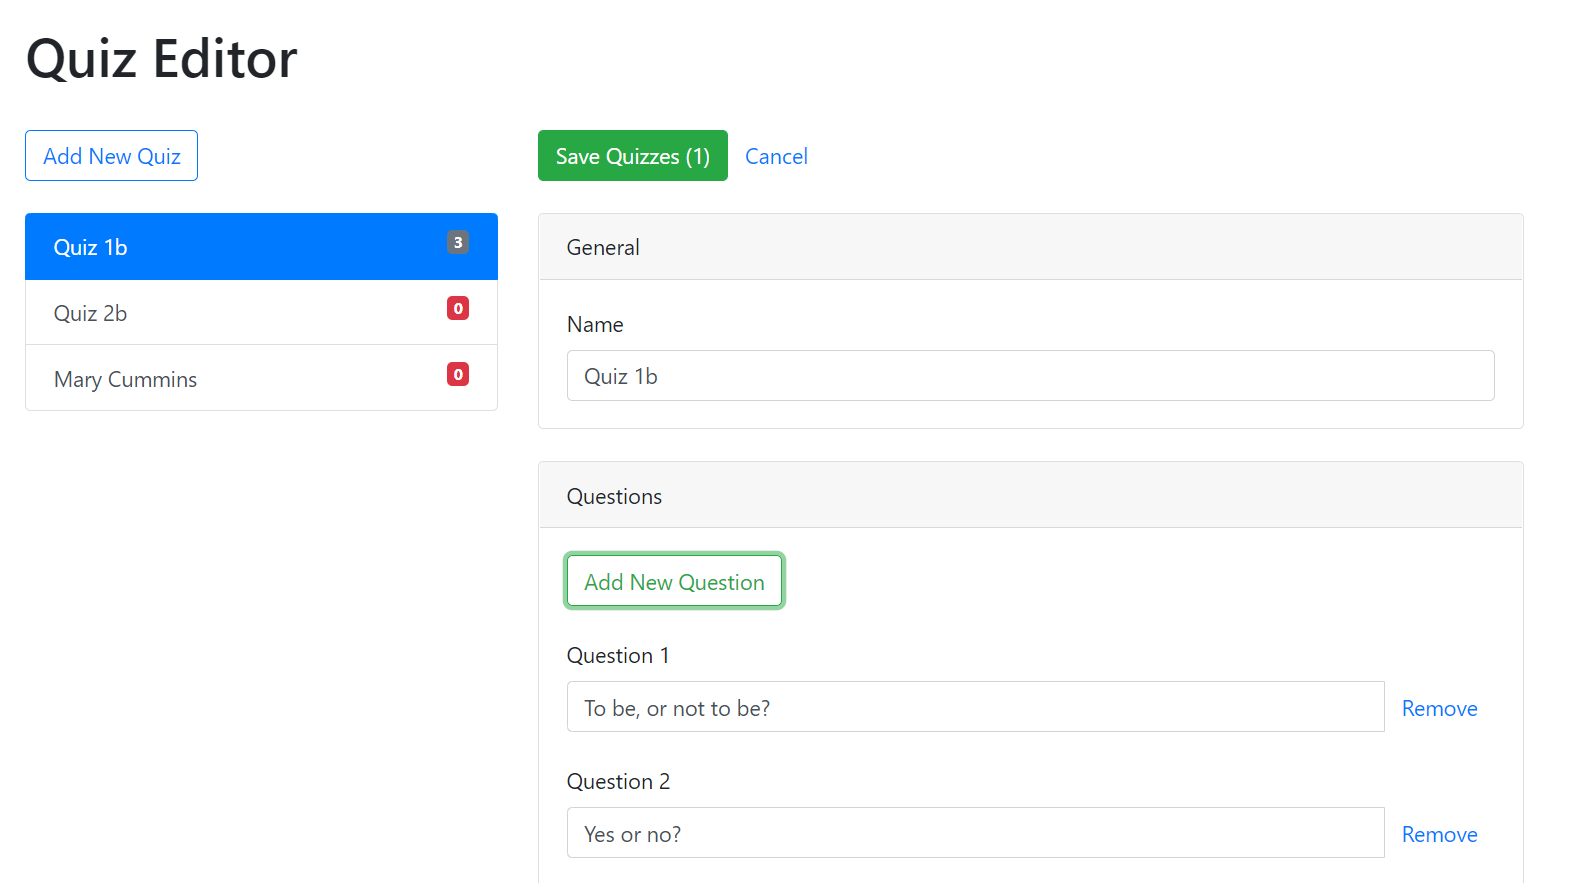 Quiz Editor
Add New Quiz
Save Quizzes (1) Cancel
Quiz 1b 3
Quiz 2b 0
Mary Cummins 0
General
Name
Quiz 1b
Questions
Add New Question
Question 1
To be, or not to be? Remove
Question 2
Yes or no? Remove